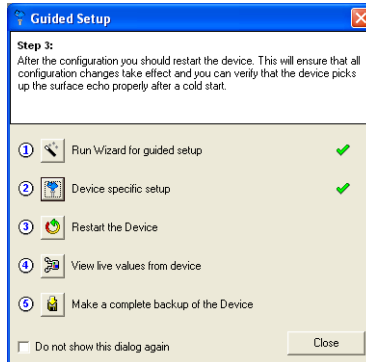 Guided Setup
Step 3:
After the configuration you should restart the device. This will ensure that all
configuration changes take effect and you can verify that the device picks
up the surface echo properly after a cold start.
1 Run Wizard for guided setup
2 Device specific setup
3 Restart the Device
4 View live values from device
5 Make a complete backup of the Device
Do not show this dialog again
Close